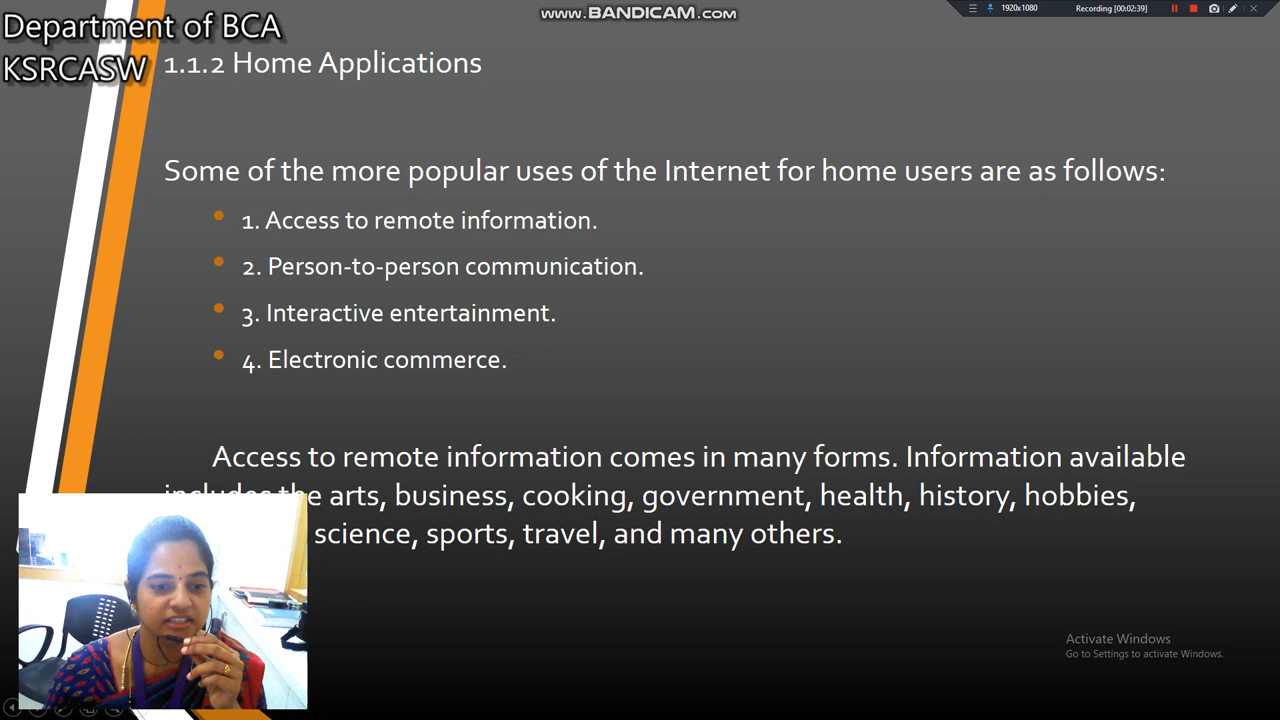 www.BANDICAM.com
1920x1080
Recording [00:02:39]
Department of BCA
KSRCASW
1.1.2 Home Applications
Some of the more popular uses of the Internet for home users are as follows:
1. Access to remote information.
2. Person-to-person communication.
3. Interactive entertainment.
4. Electronic commerce.
Access to remote information comes in many forms. Information available
the arts, business, cooking, government, health, history, hobbies,
science, sports, travel, and many others.
Activate Windows
Go to Settings to activate Windows.